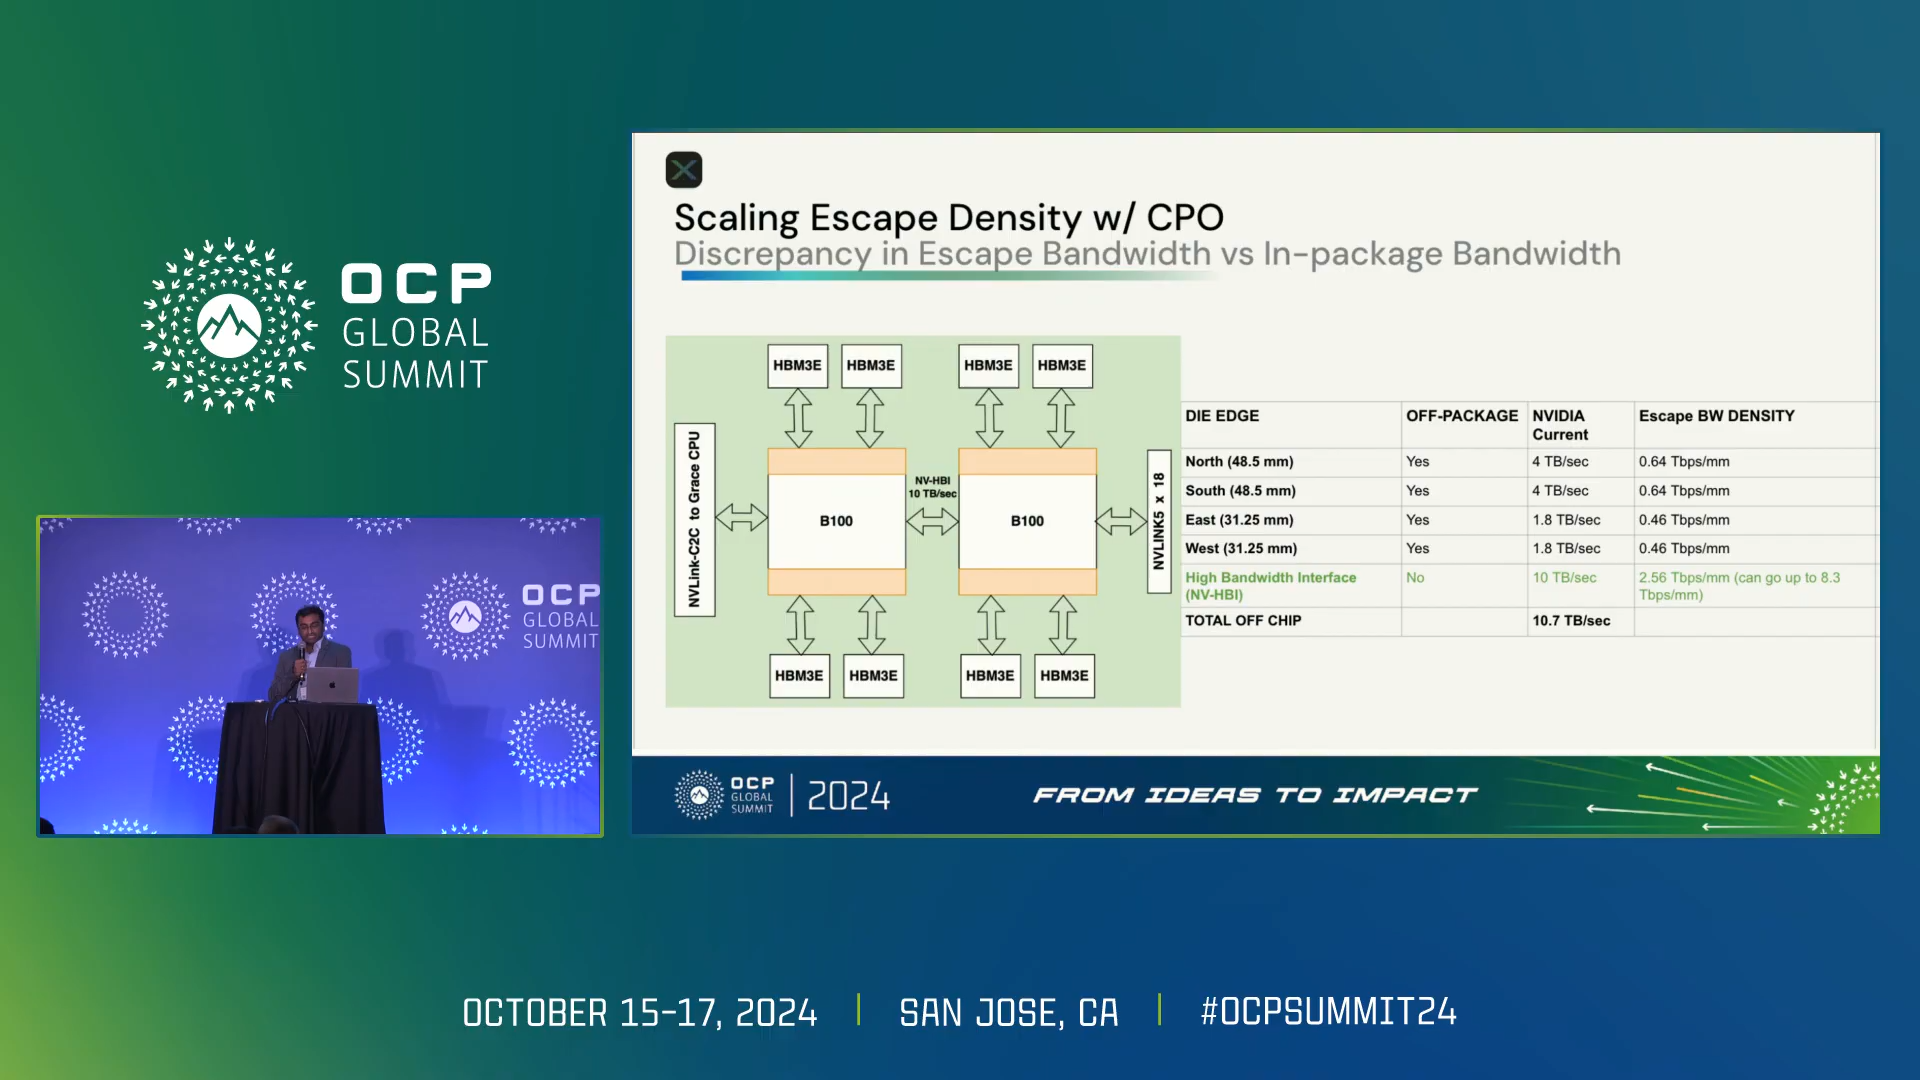 OCP
GLOBAL
SUMMIT
OCP
GLOBAL
SUMMIT
Scaling Escape Density w/ CPO
Discrepancy in Escape Bandwidth vs In-package Bandwidth
HBM3E
HBM3E
HBM3E
HBM3E
NVLink-C2C to Grace CPU
B100
NV-HBI
10 TB/sec
B100
NVLINK5 x 18
HBM3E
HBM3E
HBM3E
HBM3E
DIE EDGE OFF-PACKAGE NVIDIA Current Escape BW DENSITY
North (48.5 mm) Yes 4 TB/sec 0.64 Tbps/mm
South (48.5 mm) Yes 4 TB/sec 0.64 Tbps/mm
East (31.25 mm) Yes 1.8 TB/sec 0.46 Tbps/mm
West (31.25 mm) Yes 1.8 TB/sec 0.46 Tbps/mm
High Bandwidth Interface (NV-HBI) No 10 TB/sec 2.56 Tbps/mm (can go up to 8.3 Tbps/mm)
TOTAL OFF CHIP 10.7 TB/sec
OCP
GLOBAL
SUMMIT
2024
FROM IDEAS TO IMPACT
OCTOBER 15-17, 2024 | SAN JOSE, CA | #OCPSUMMIT24